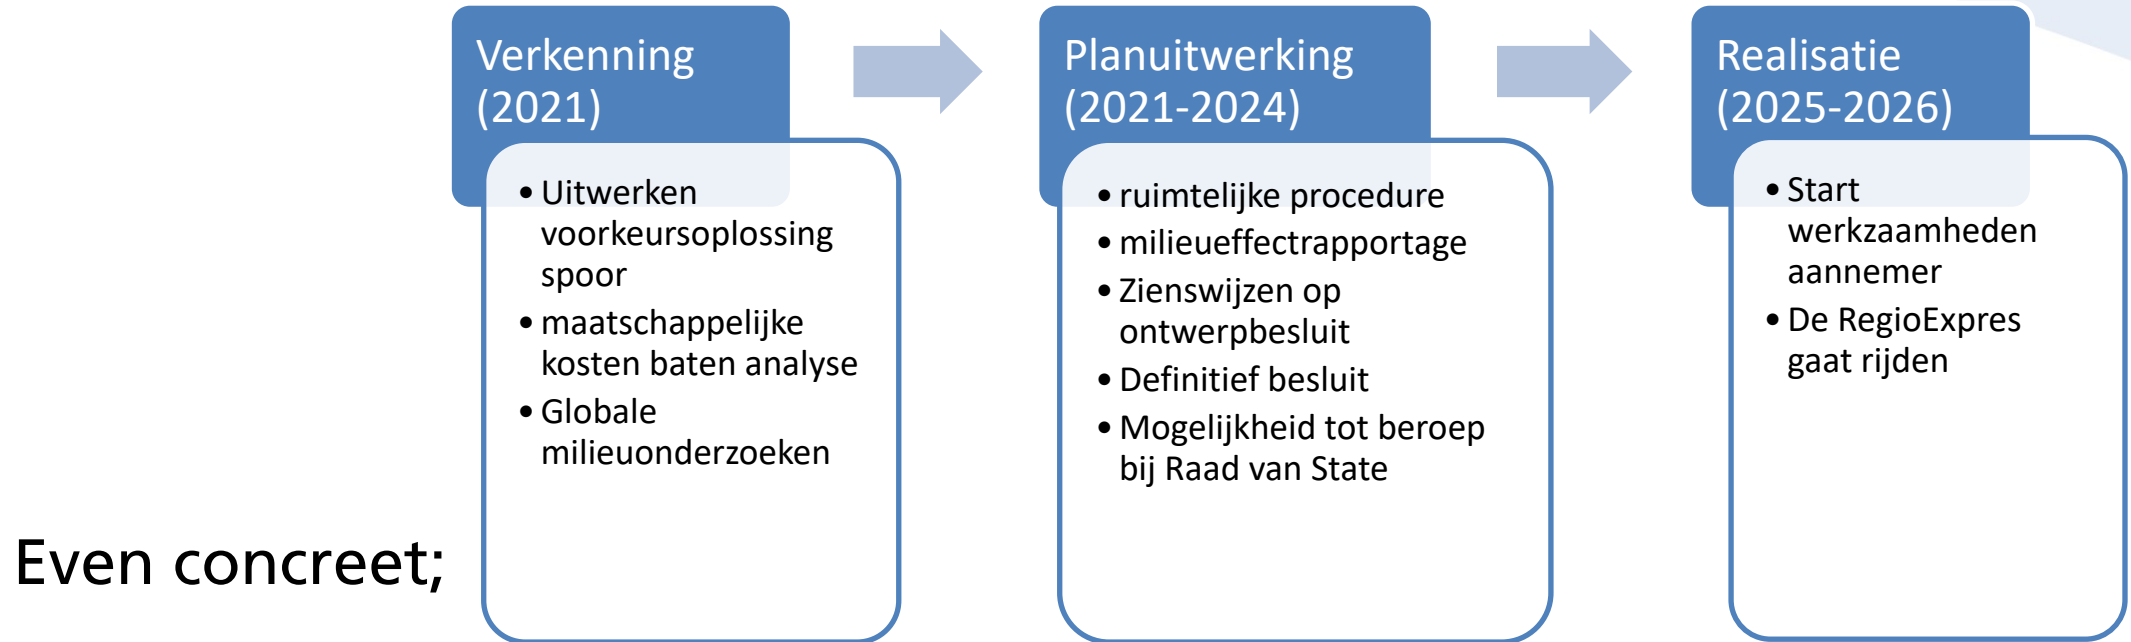 Verkenning
(2021)
• Uitwerken
voorkeursoplossing
spoor
• maatschappelijke
kosten baten analyse
• Globale
milieuonderzoeken
Planuitwerking
(2021-2024)
• ruimtelijke procedure
• milieueffectrapportage
• Zienswijzen op
ontwerpbesluit
• Definitief besluit
• Mogelijkheid tot beroep
bij Raad van State
Realisatie
(2025-2026)
• Start
werkzaamheden
aannemer
• De RegioExpres
gaat rijden
Even concreet;